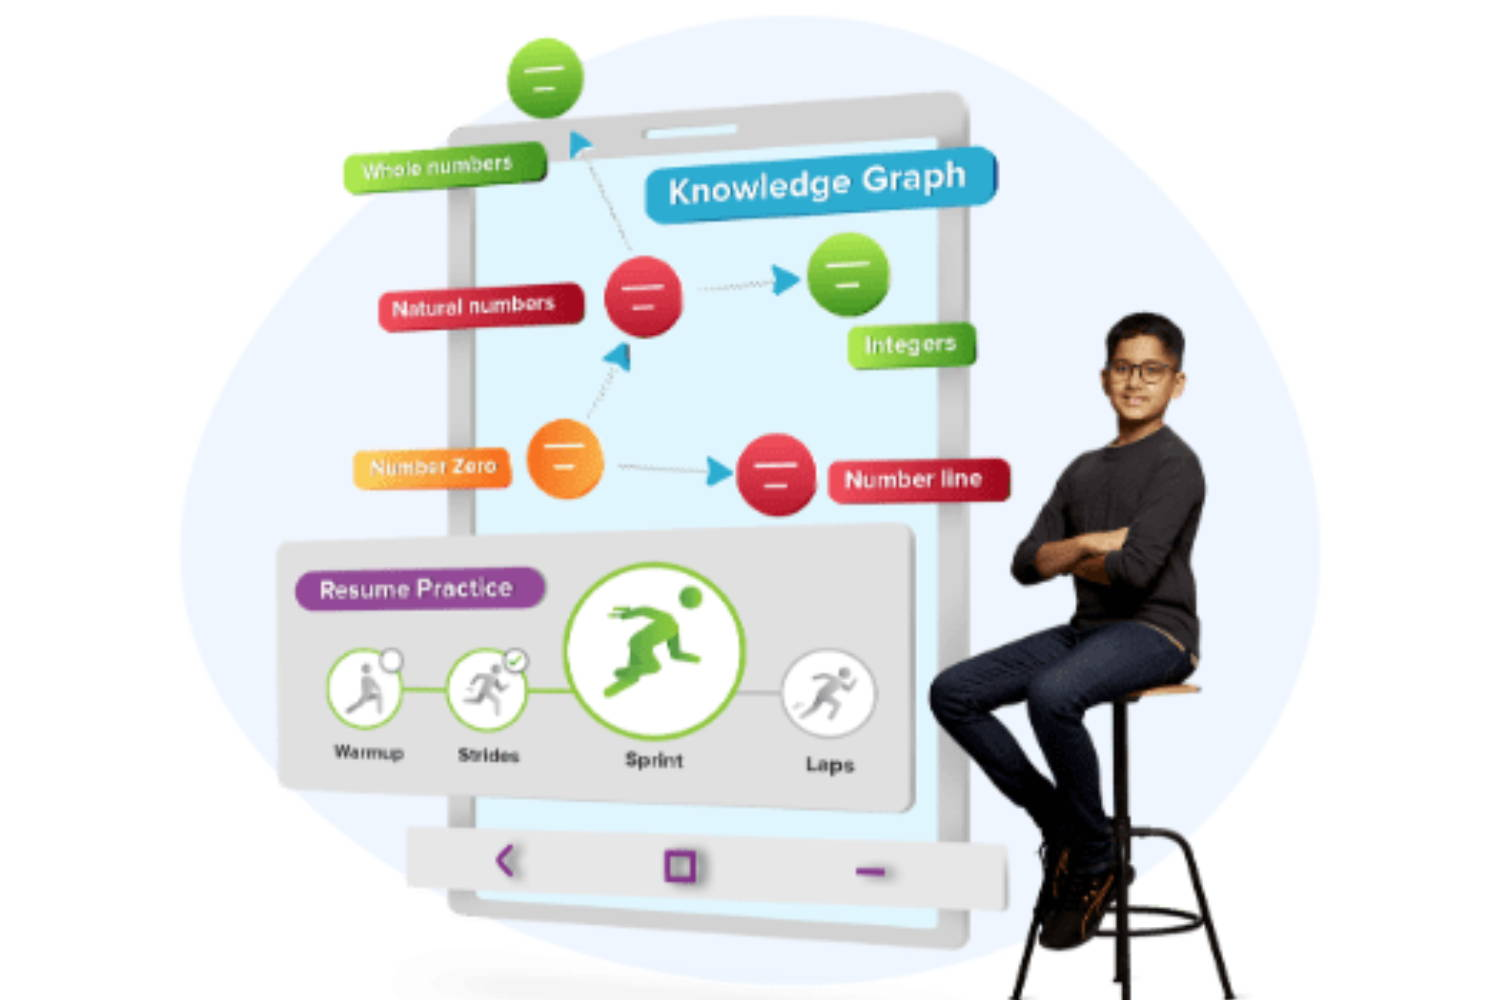 Whole numbers
Knowledge Graph
Natural numbers
Integers
Number Zero
Number line
Resume Practice
Warmup
Strides
Sprint
Laps